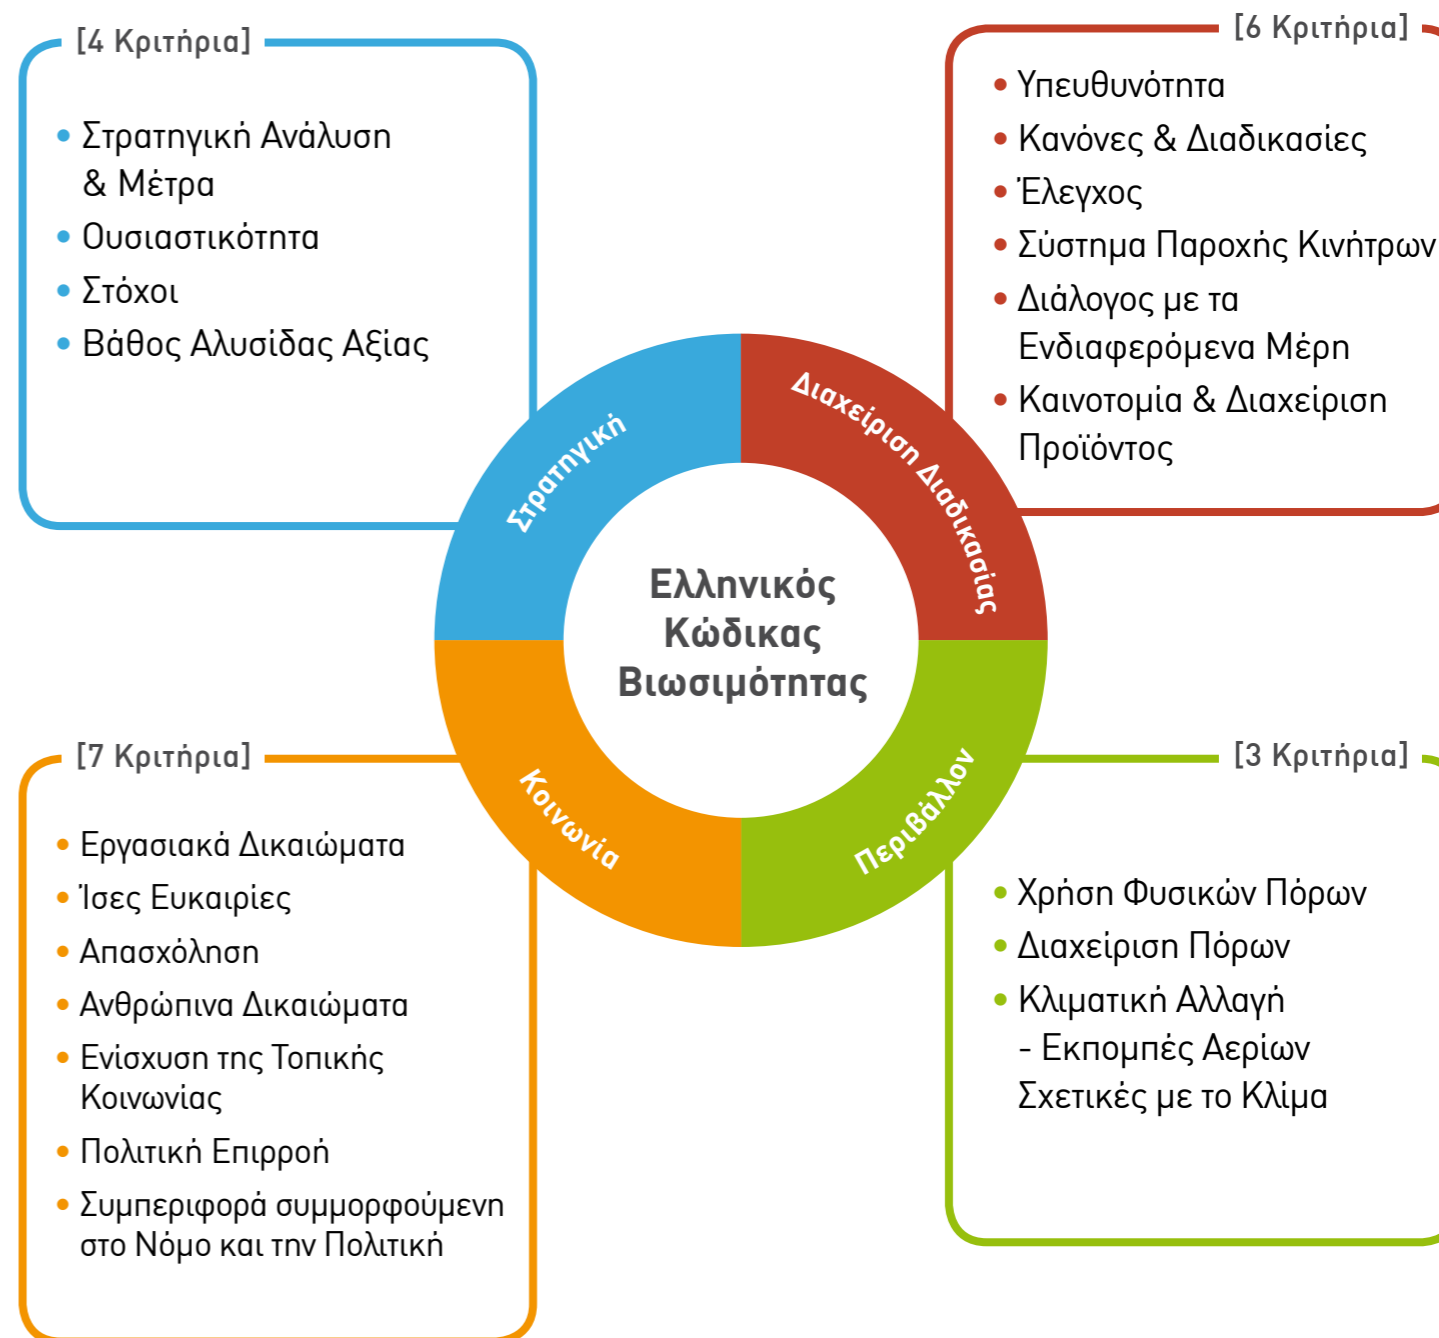 [4 Κριτήρια]
• Στρατηγική Ανάλυση
& Μέτρα
• Ουσιαστικότητα
• Στόχοι
• Βάθος Αλυσίδας Αξίας
[6 Κριτήρια]
• Υπευθυνότητα
• Κανόνες & Διαδικασίες
• Έλεγχος
• Σύστημα Παροχής Κινήτρων
• Διάλογος με τα
Ενδιαφερόμενα Μέρη
• Καινοτομία & Διαχείριση
Προϊόντος
Στρατηγική
Διαχείριση Διαδικασίας
Ελληνικός
Κώδικας
Βιωσιμότητας
Κοινωνία
Περιβάλλον
[7 Κριτήρια]
• Εργασιακά Δικαιώματα
• Ίσες Ευκαιρίες
• Απασχόληση
• Ανθρώπινα Δικαιώματα
• Ενίσχυση της Τοπικής
Κοινωνίας
• Πολιτική Επιρροή
• Συμπεριφορά συμμορφούμενη
στο Νόμο και την Πολιτική
[3 Κριτήρια]
• Χρήση Φυσικών Πόρων
• Διαχείριση Πόρων
• Κλιματική Αλλαγή
- Εκπομπές Αερίων
Σχετικές με το Κλίμα